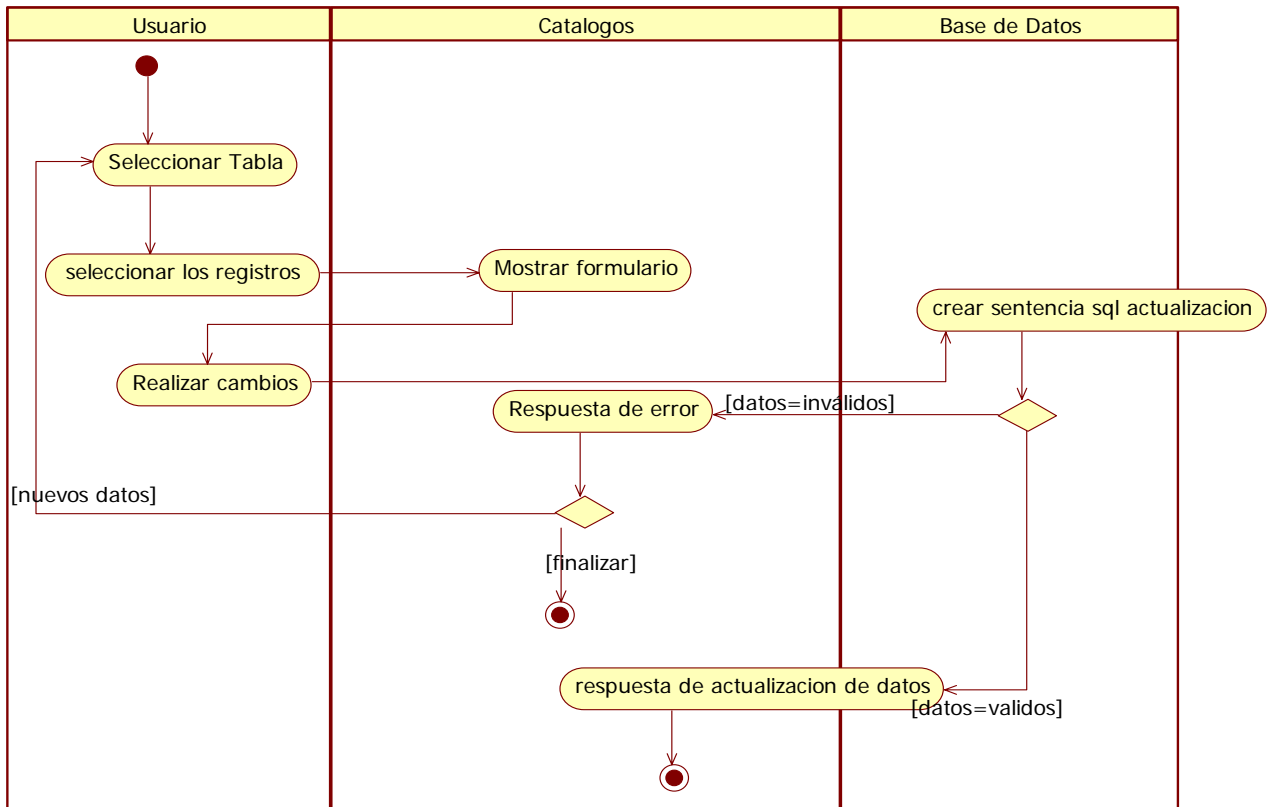 Usuario
Catalogos
Base de Datos
Seleccionar Tabla
seleccionar los registros
Mostrar formulario
crear sentencia sql actualizacion
Realizar cambios
Respuesta de error
[datos=inválidos]
[nuevos datos]
[finalizar]
respuesta de actualizacion de datos
[datos=validos]